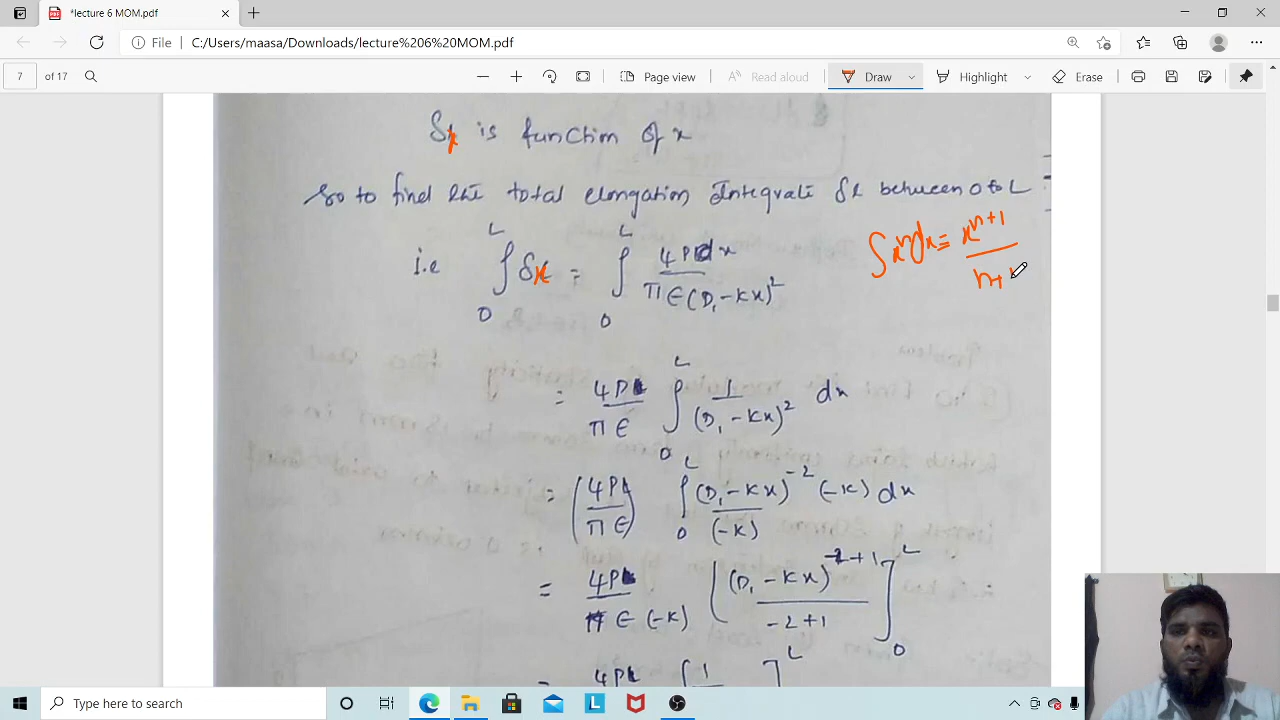 *lecture 6 MOM.pdf
File C:/Users/maasa/Downloads/lecture%206%20MOM.pdf
7 of 17 Page view Read aloud Draw Highlight Erase
δx is function of x
So to find the total elongation Integrate δx between 0 to L
i.e ∫₀ᴸ δx = ∫₀ᴸ 4P dx / πE(D₁-Kx)²
∫xⁿdx = xⁿ⁺¹ / n+
= 4P / πE ∫₀ᴸ 1 / (D₁-Kx)² dx
= (4P / πE) ∫₀ᴸ (D₁-Kx)⁻² (-K) dx / (-K)
= 4P / πE(-K) [(D₁-Kx)⁻²⁺¹ / -2+1]₀ᴸ
Type here to search
L